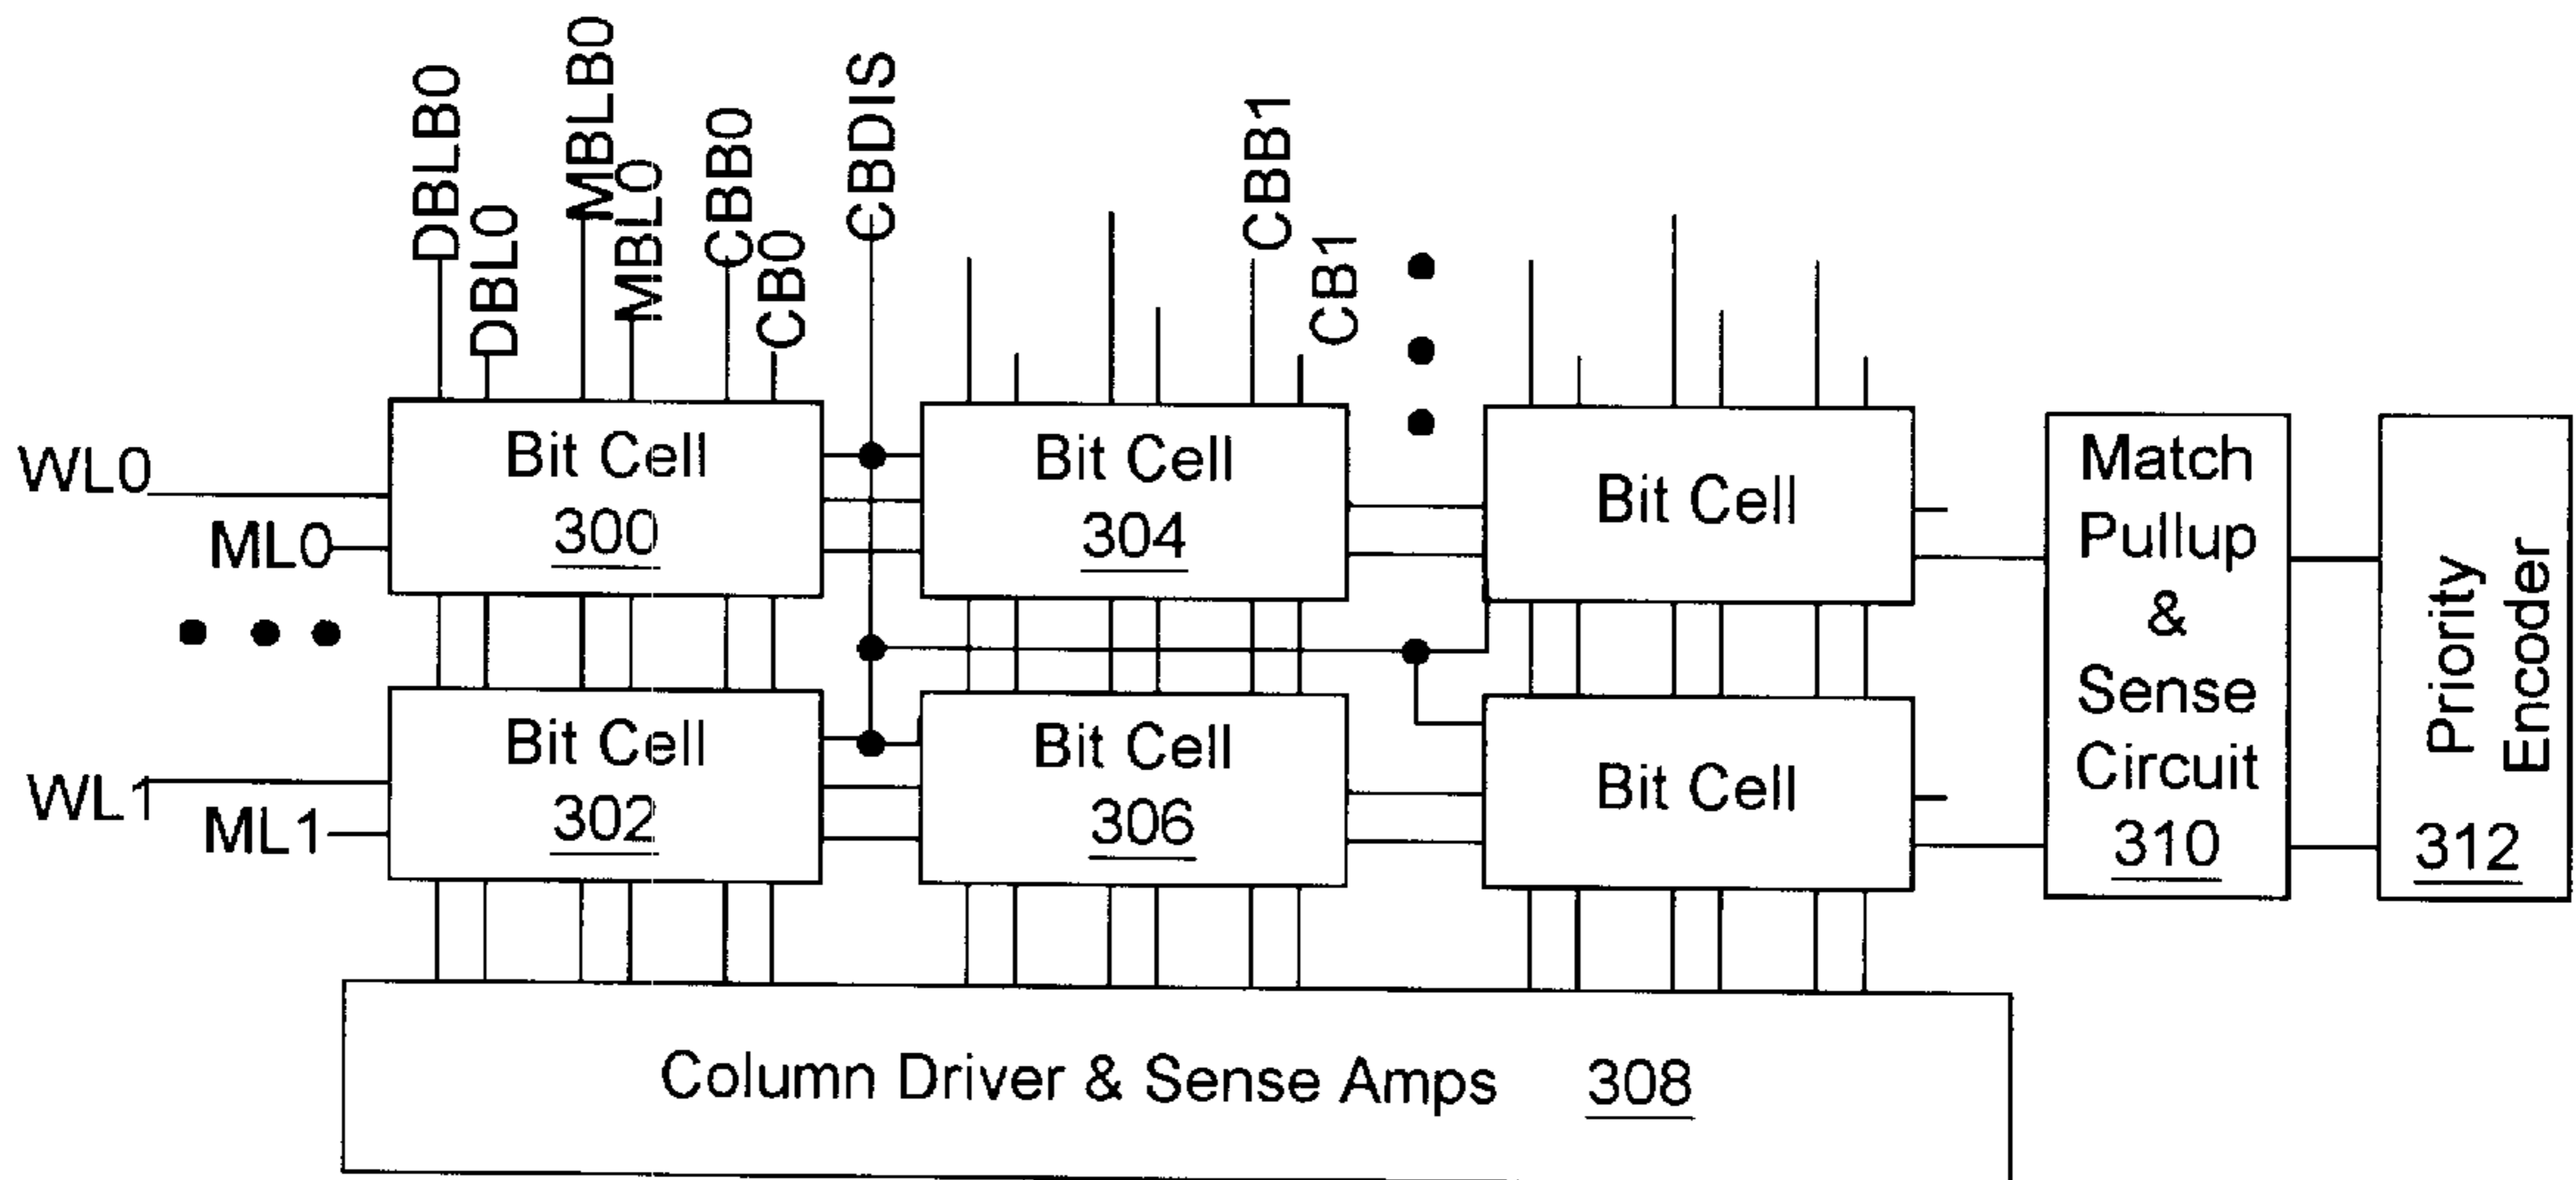 DBLB0
DBL0
MBLB0
MBL0
CBB0
CB0
CBDIS
CBB1
CB1
WL0
ML0
Bit Cell
300
Bit Cell
304
Bit Cell
WL1
ML1
Bit Cell
302
Bit Cell
306
Bit Cell
Match
Pullup
&
Sense
Circuit
310
Priority
Encoder
312
Column Driver & Sense Amps 308